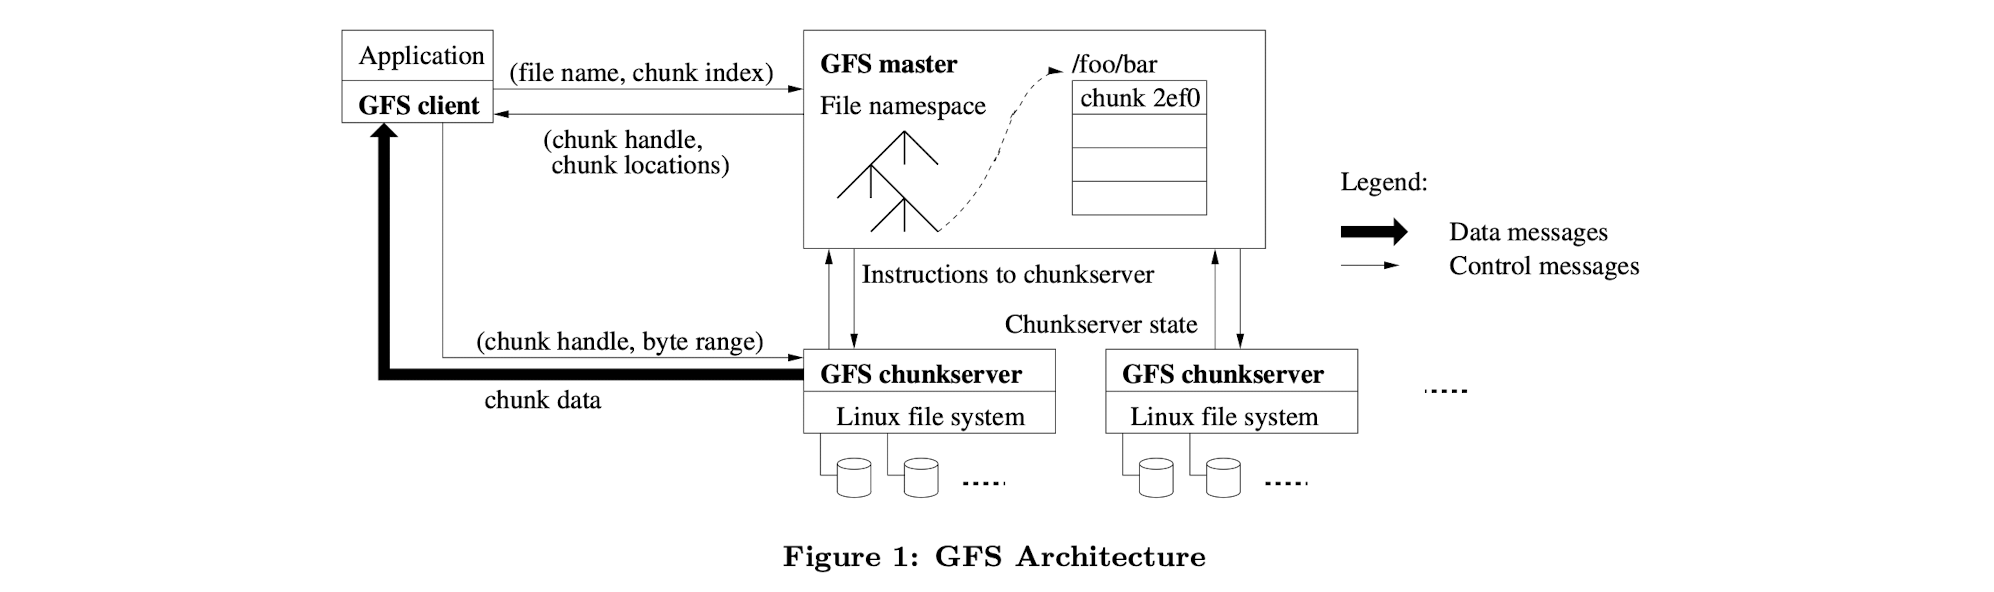 Application
GFS client
(file name, chunk index)
(chunk handle,
chunk locations)
GFS master
File namespace
/foo/bar
chunk 2ef0
Legend:
Data messages
Control messages
Instructions to chunkserver
Chunkserver state
(chunk handle, byte range)
chunk data
GFS chunkserver
Linux file system
GFS chunkserver
Linux file system
Figure 1: GFS Architecture